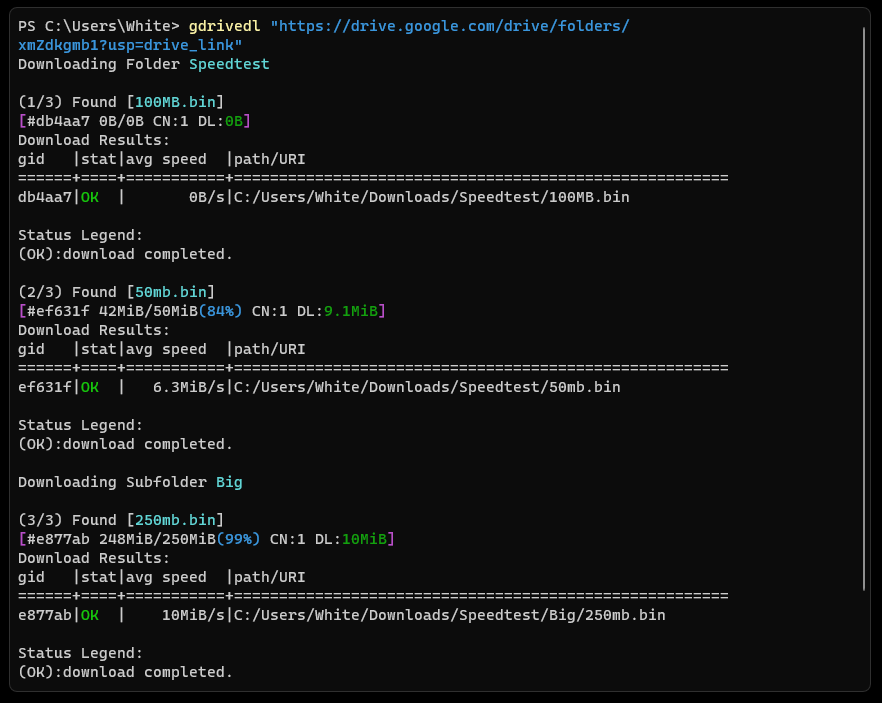 PS C:\Users\White> gdrivedl "https://drive.google.com/drive/folders/
xmZdkgmb1?usp=drive_link"
Downloading Folder Speedtest
(1/3) Found [100MB.bin]
[#db4aa7 0B/0B CN:1 DL:0B]
Download Results:
gid   |stat|avg speed  |path/URI
======+====+===========+=======================================================
db4aa7|OK  |       0B/s|C:/Users/White/Downloads/Speedtest/100MB.bin
Status Legend:
(OK):download completed.
(2/3) Found [50mb.bin]
[#ef631f 42MiB/50MiB(84%) CN:1 DL:9.1MiB]
Download Results:
gid   |stat|avg speed  |path/URI
======+====+===========+=======================================================
ef631f|OK  |   6.3MiB/s|C:/Users/White/Downloads/Speedtest/50mb.bin
Status Legend:
(OK):download completed.
Downloading Subfolder Big
(3/3) Found [250mb.bin]
[#e877ab 248MiB/250MiB(99%) CN:1 DL:10MiB]
Download Results:
gid   |stat|avg speed  |path/URI
======+====+===========+=======================================================
e877ab|OK  |    10MiB/s|C:/Users/White/Downloads/Speedtest/Big/250mb.bin
Status Legend:
(OK):download completed.